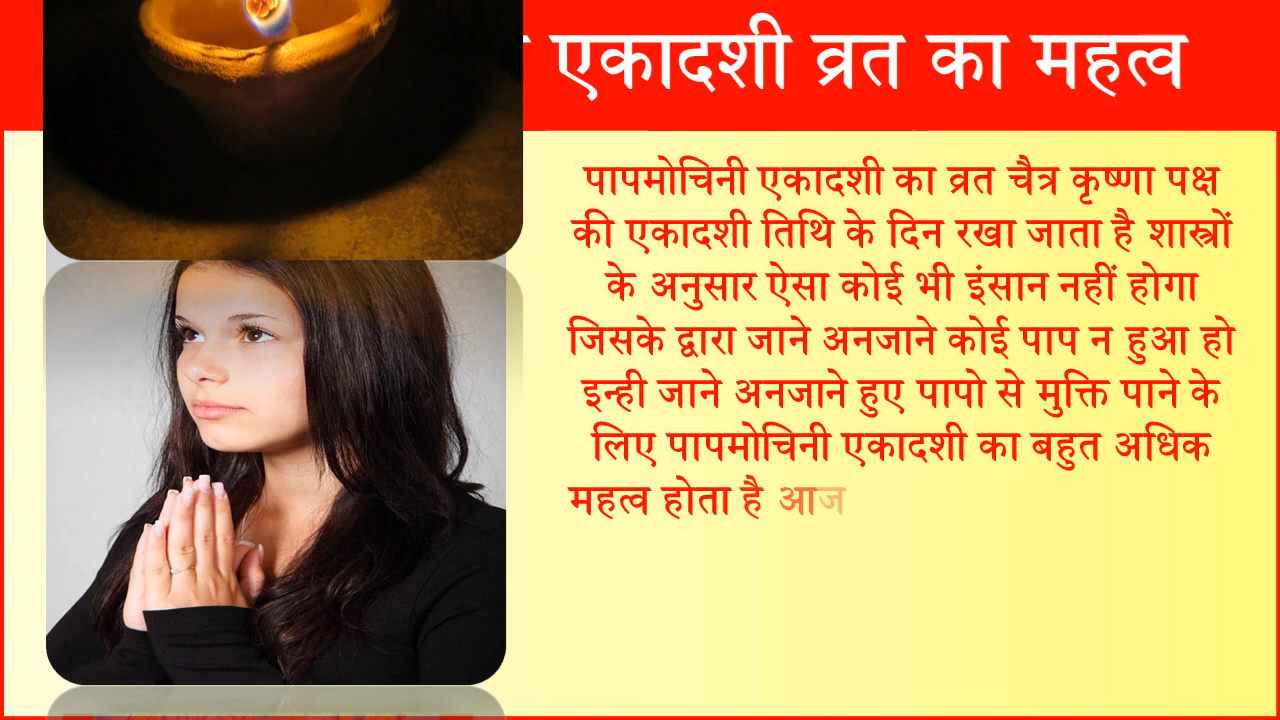 एकादशी व्रत का महत्व
पापमोचिनी एकादशी का व्रत चैत्र कृष्णा पक्ष
की एकादशी तिथि के दिन रखा जाता है शास्त्रों
के अनुसार ऐसा कोई भी इंसान नहीं होगा
जिसके द्वारा जाने अनजाने कोई पाप न हुआ हो
इन्ही जाने अनजाने हुए पापो से मुक्ति पाने के
लिए पापमोचिनी एकादशी का बहुत अधिक
महत्व होता है आज